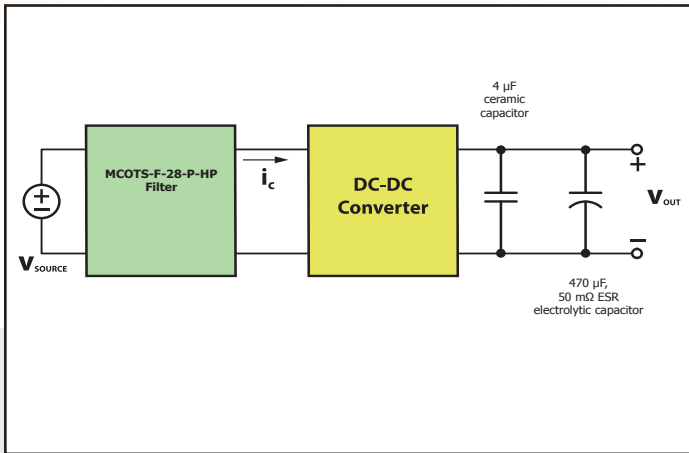 4 µF
ceramic
capacitor
MCOTS-F-28-P-HP
Filter
i c
DC-DC
Converter
+
−
+
V OUT
−
V SOURCE
470 µF,
50 mΩ ESR
electrolytic capacitor